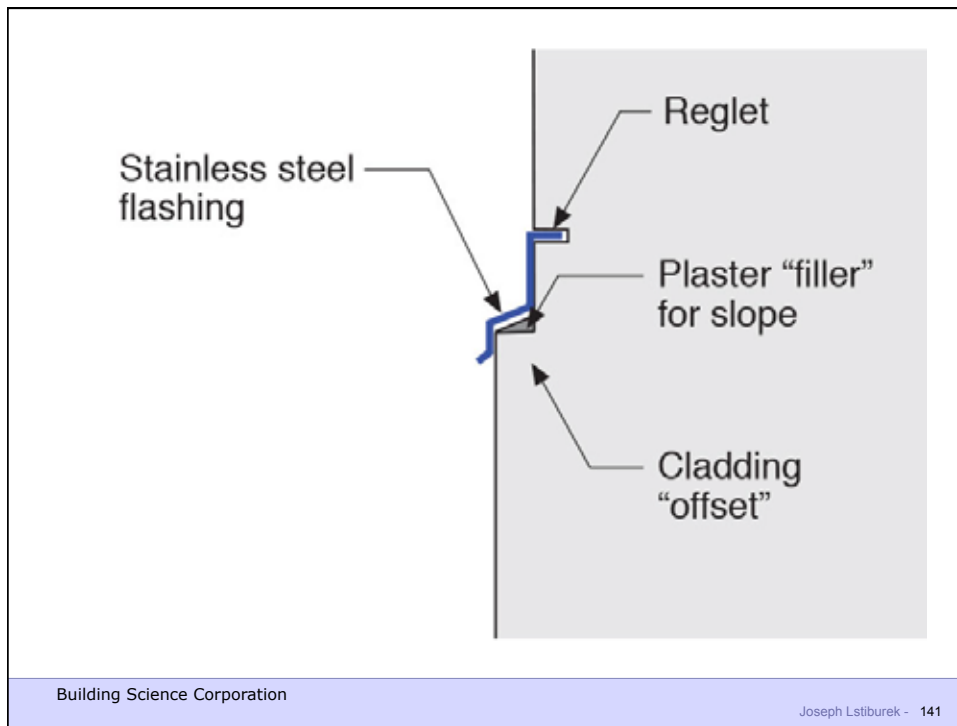 Reglet
Stainless steel
flashing
Plaster “filler”
for slope
Cladding
“offset”
Building Science Corporation
Joseph Lstiburek - 141